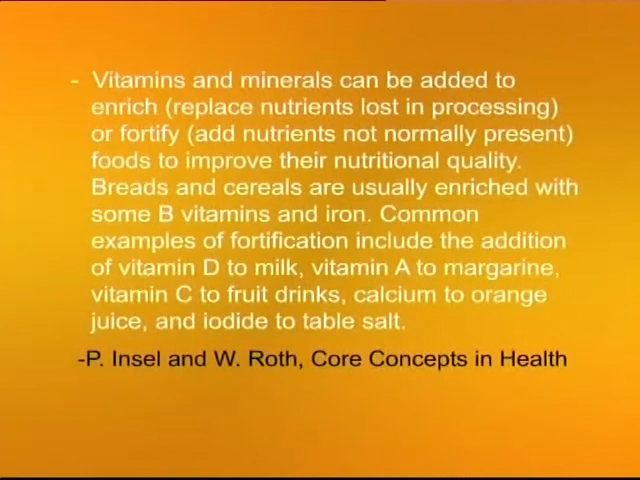 - Vitamins and minerals can be added to
enrich (replace nutrients lost in processing)
or fortify (add nutrients not normally present)
foods to improve their nutritional quality.
Breads and cereals are usually enriched with
some B vitamins and iron. Common
examples of fortification include the addition
of vitamin D to milk, vitamin A to margarine,
vitamin C to fruit drinks, calcium to orange
juice, and iodide to table salt.
-P. Insel and W. Roth, Core Concepts in Health